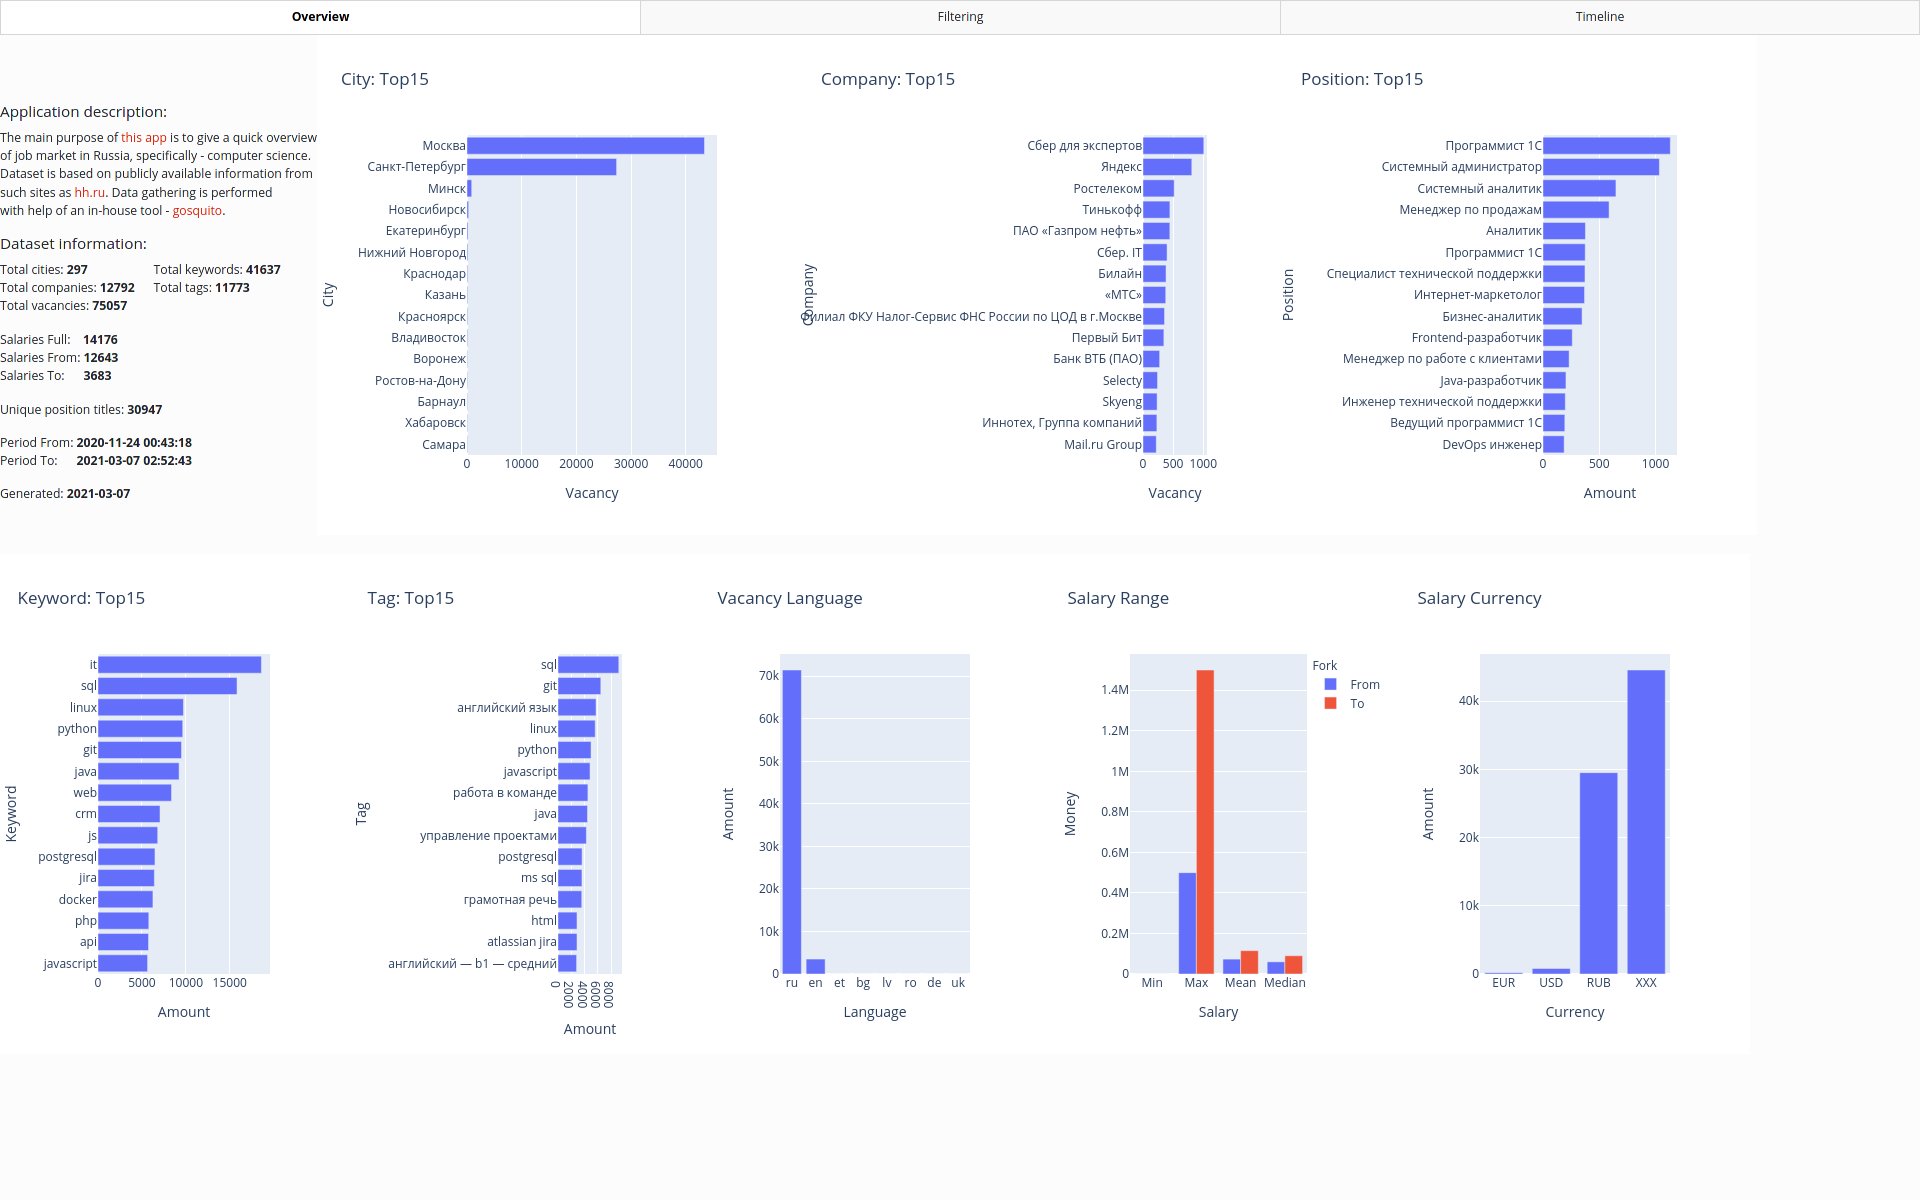 Overview
Filtering
Timeline
Application description:
The main purpose of this app is to give a quick overview
of job market in Russia, specifically - computer science.
Dataset is based on publicly available information from
such sites as hh.ru. Data gathering is performed
with help of an in-house tool - gosquito.
Dataset information:
Total cities: 297 Total keywords: 41637
Total companies: 12792 Total tags: 11773
Total vacancies: 75057
Salaries Full: 14176
Salaries From: 12643
Salaries To: 3683
Unique position titles: 30947
Period From: 2020-11-24 00:43:18
Period To: 2021-03-07 02:52:43
Generated: 2021-03-07
City: Top15
City
Москва
Санкт-Петербург
Минск
Новосибирск
Екатеринбург
Нижний Новгород
Краснодар
Казань
Красноярск
Владивосток
Воронеж
Ростов-на-Дону
Барнаул
Хабаровск
Самара
0 10000 20000 30000 40000
Vacancy
Company: Top15
Company
Сбер для экспертов
Яндекс
Ростелеком
Тинькофф
ПАО «Газпром нефть»
Сбер. IT
Билайн
«МТС»
Филиал ФКУ Налог-Сервис ФНС России по ЦОД в г.Москве
Первый Бит
Банк ВТБ (ПАО)
Selecty
Skyeng
Иннотех, Группа компаний
Mail.ru Group
0 500 1000
Vacancy
Position: Top15
Position
Программист 1С
Системный администратор
Системный аналитик
Менеджер по продажам
Аналитик
Программист 1С
Специалист технической поддержки
Интернет-маркетолог
Бизнес-аналитик
Frontend-разработчик
Менеджер по работе с клиентами
Java-разработчик
Инженер технической поддержки
Ведущий программист 1С
DevOps инженер
0 500 1000
Amount
Keyword: Top15
Keyword
it
sql
linux
python
git
java
web
crm
js
postgresql
jira
docker
php
api
javascript
0 5000 10000 15000
Amount
Tag: Top15
Tag
sql
git
английский язык
linux
python
javascript
работа в команде
java
управление проектами
postgresql
ms sql
грамотная речь
html
atlassian jira
английский — b1 — средний
0 2000 4000 6000 8000
Amount
Vacancy Language
Amount
70k
60k
50k
40k
30k
20k
10k
0
ru en et bg lv ro de uk
Language
Salary Range
Money
1.4M
1.2M
1M
0.8M
0.6M
0.4M
0.2M
0
Min Max Mean Median
Salary
Fork
From
To
Salary Currency
Amount
40k
30k
20k
10k
0
EUR USD RUB XXX
Currency